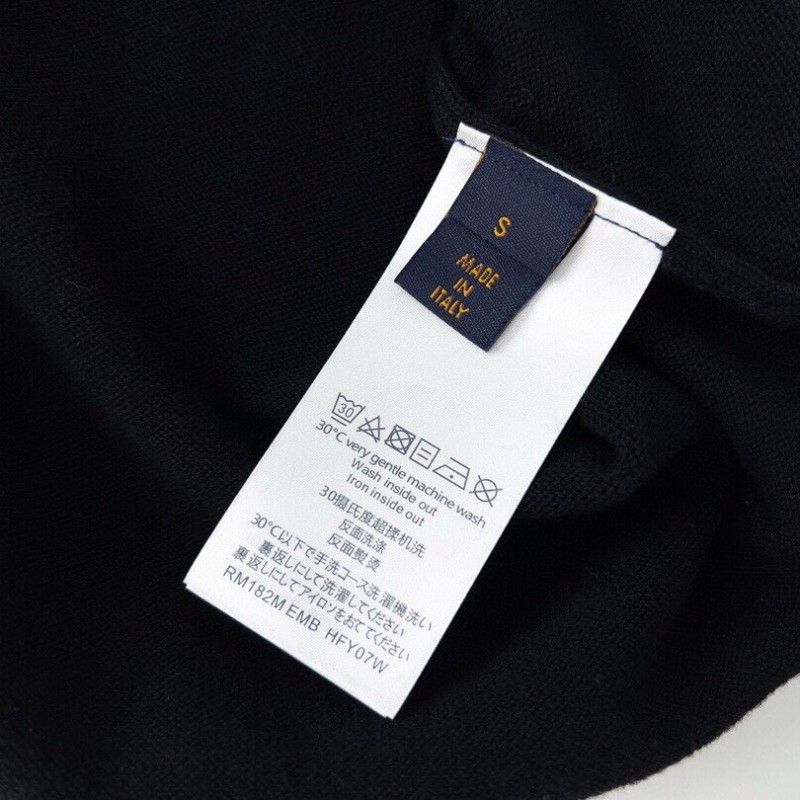 S
MADE
IN
ITALY
30
30°C very gentle machine wash
Wash inside out
Iron inside out
30摄氏度超揉机洗
反面洗涤
反面熨烫
30℃以下で手洗コース洗濯機洗い
裏返しにして洗濯してください
裏返しにしてアイロソをおててください
RM182M EMB HFY07W